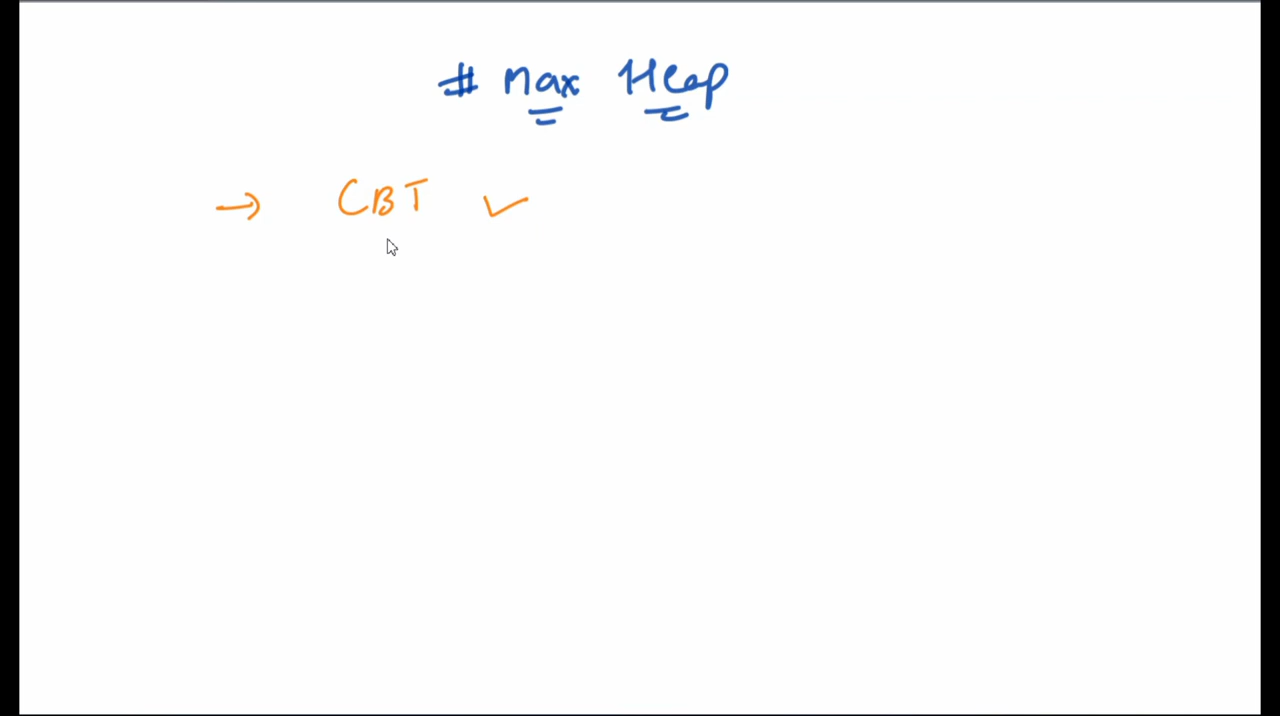 # Max Heap
→ CBT ✓